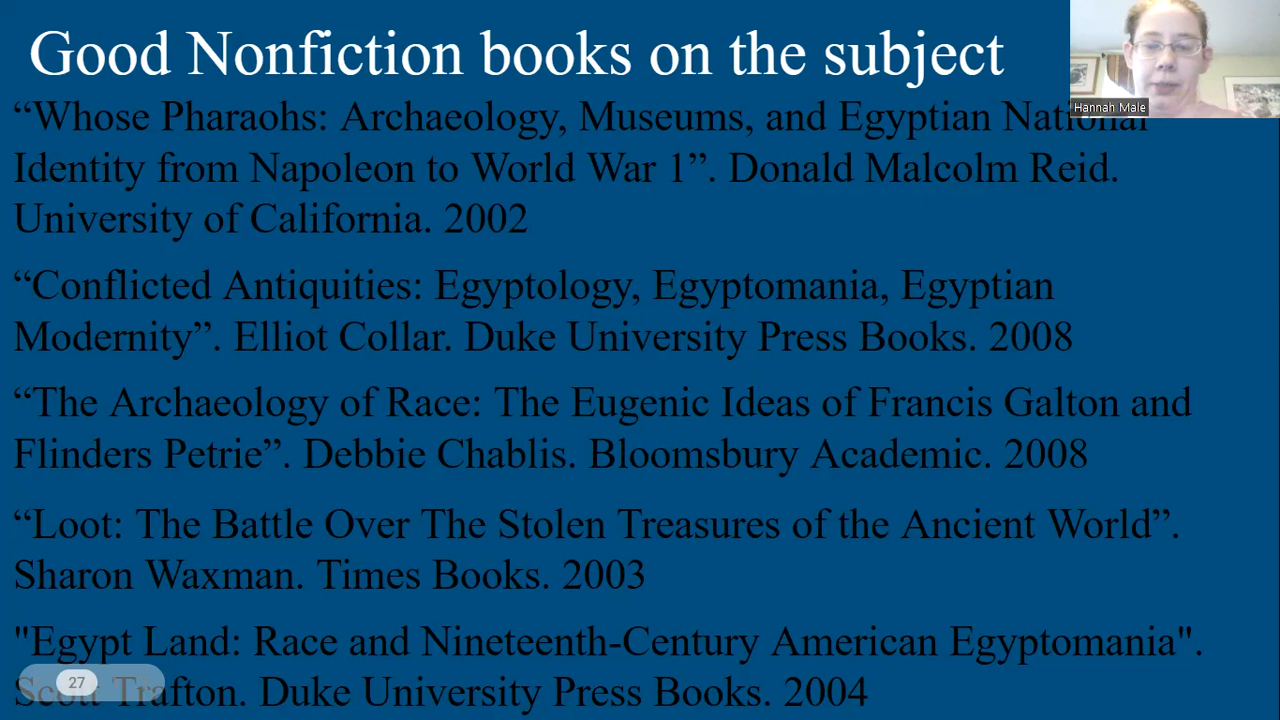 Good Nonfiction books on the subject
Hannah Male
“Whose Pharaohs: Archaeology, Museums, and Egyptian National
Identity from Napoleon to World War 1”. Donald Malcolm Reid.
University of California. 2002
“Conflicted Antiquities: Egyptology, Egyptomania, Egyptian
Modernity”. Elliot Collar. Duke University Press Books. 2008
“The Archaeology of Race: The Eugenic Ideas of Francis Galton and
Flinders Petrie”. Debbie Chablis. Bloomsbury Academic. 2008
“Loot: The Battle Over The Stolen Treasures of the Ancient World”.
Sharon Waxman. Times Books. 2003
"Egypt Land: Race and Nineteenth-Century American Egyptomania".
Scott Trafton. Duke University Press Books. 2004
27